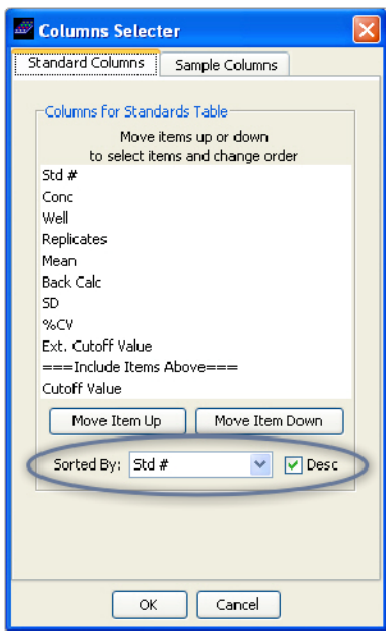 Columns Selecter
Standard Columns Sample Columns
Columns for Standards Table
Move items up or down
to select items and change order
Std #
Conc
Well
Replicates
Mean
Back Calc
SD
%CV
Ext. Cutoff Value
===Include Items Above===
Cutoff Value
Move Item Up Move Item Down
Sorted By: Std # Desc
OK Cancel